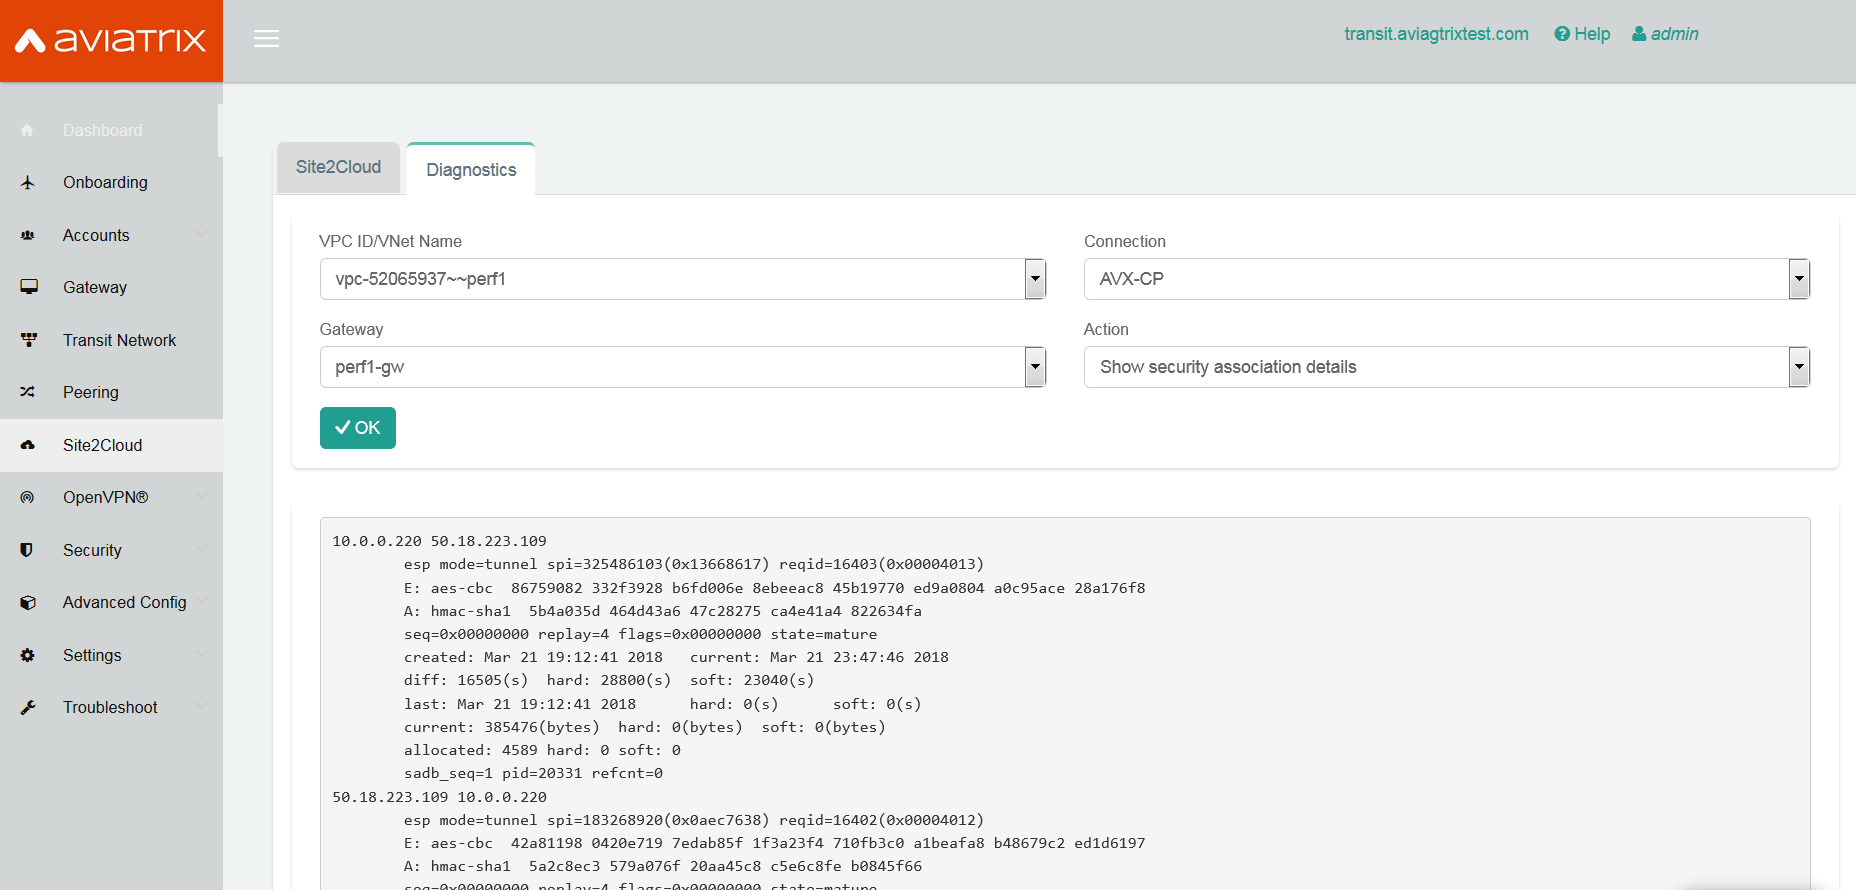 aviatrix
transit.aviagtrixtest.com Help admin
Dashboard
Onboarding
Accounts
Gateway
Transit Network
Peering
Site2Cloud
OpenVPN®
Security
Advanced Config
Settings
Troubleshoot
Site2Cloud Diagnostics
VPC ID/VNet Name
vpc-52065937~~perf1
Connection
AVX-CP
Gateway
perf1-gw
Action
Show security association details
OK
10.0.0.220 50.18.223.109
esp mode=tunnel spi=325486103(0x13668617) reqid=16403(0x00004013)
E: aes-cbc  86759082 332f3928 b6fd006e 8ebeeac8 45b19770 ed9a0804 a0c95ace 28a176f8
A: hmac-sha1  5b4a035d 464d43a6 47c28275 ca4e41a4 822634fa
seq=0x00000000 replay=4 flags=0x00000000 state=mature
created: Mar 21 19:12:41 2018   current: Mar 21 23:47:46 2018
diff: 16505(s)  hard: 28800(s)  soft: 23040(s)
last: Mar 21 19:12:41 2018      hard: 0(s)      soft: 0(s)
current: 385476(bytes)  hard: 0(bytes)  soft: 0(bytes)
allocated: 4589 hard: 0 soft: 0
sadb_seq=1 pid=20331 refcnt=0
50.18.223.109 10.0.0.220
esp mode=tunnel spi=183268920(0x0aec7638) reqid=16402(0x00004012)
E: aes-cbc  42a81198 0420e719 7edab85f 1f3a23f4 710fb3c0 a1beafa8 b48679c2 ed1d6197
A: hmac-sha1  5a2c8ec3 579a076f 20aa45c8 c5e6c8fe b0845f66
seq=0x00000000 replay=4 flags=0x00000000 state=mature